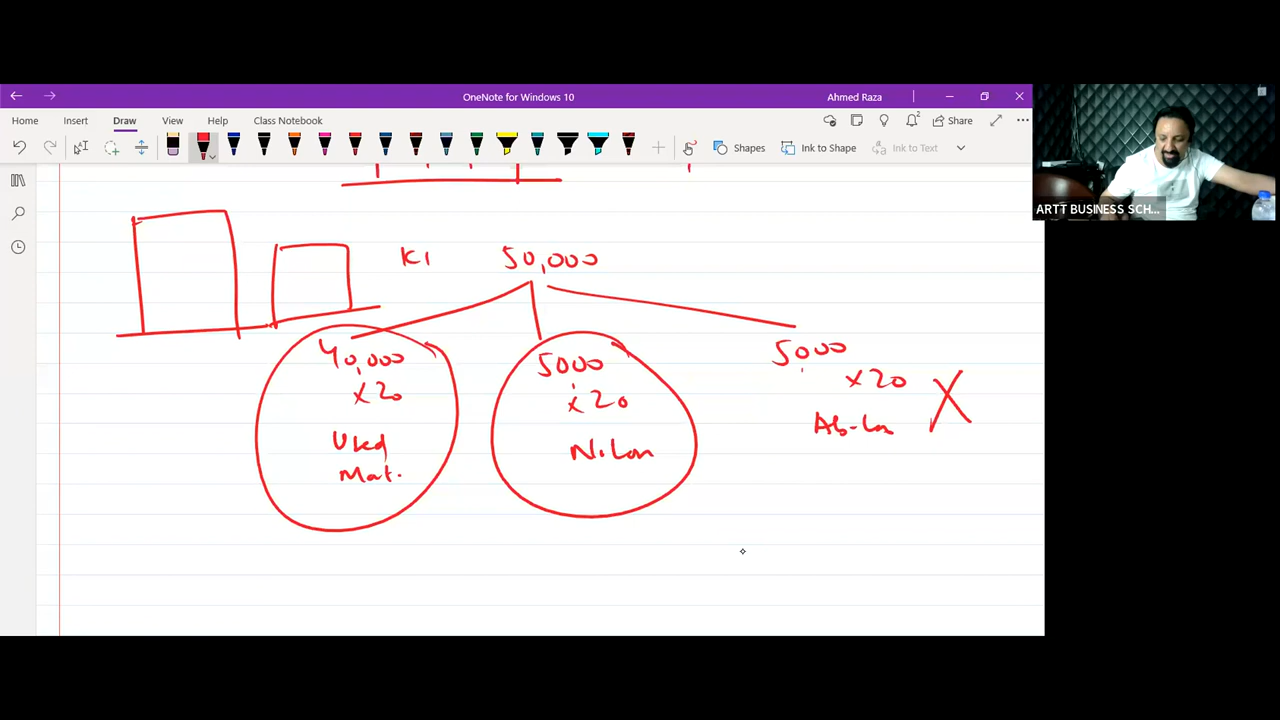 OneNote for Windows 10
Ahmed Raza
Home Insert Draw View Help Class Notebook
Share
Shapes Ink to Shape Ink to Text
ARTT BUSINESS SCH...
K1 50,000
40,000 5000 5000
x20 x20 x20
Used N.Loss Ab-Loss
Mat.